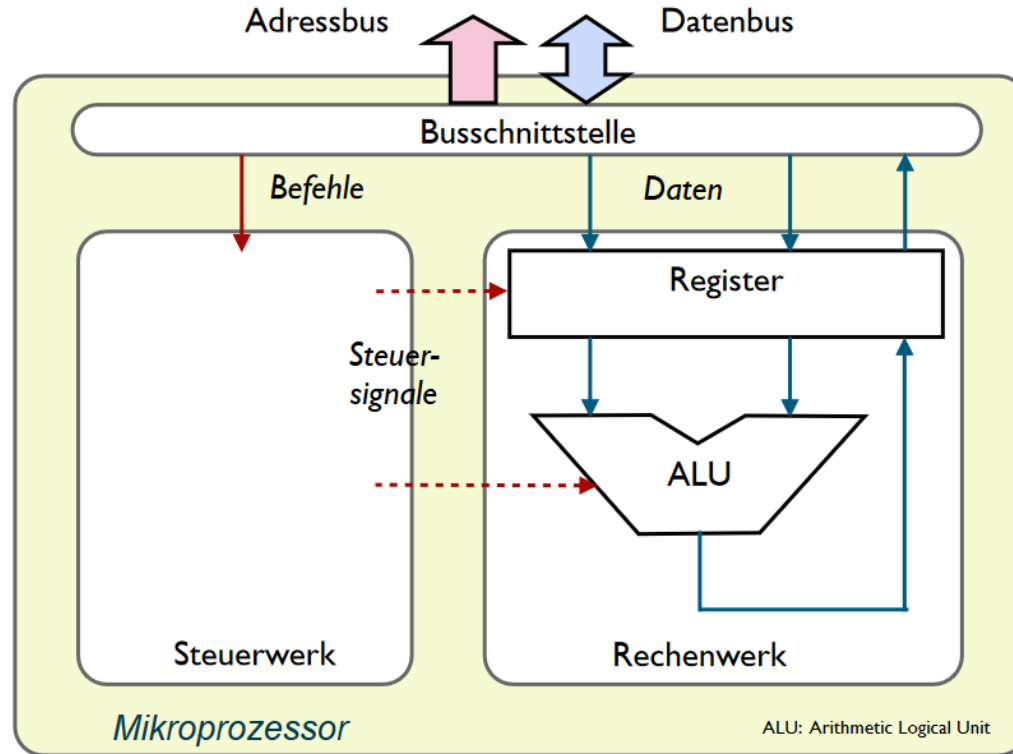 Adressbus
Datenbus
Busschnittstelle
Befehle
Daten
Register
Steuer-
signale
ALU
Steuerwerk
Rechenwerk
Mikroprozessor
ALU: Arithmetic Logical Unit